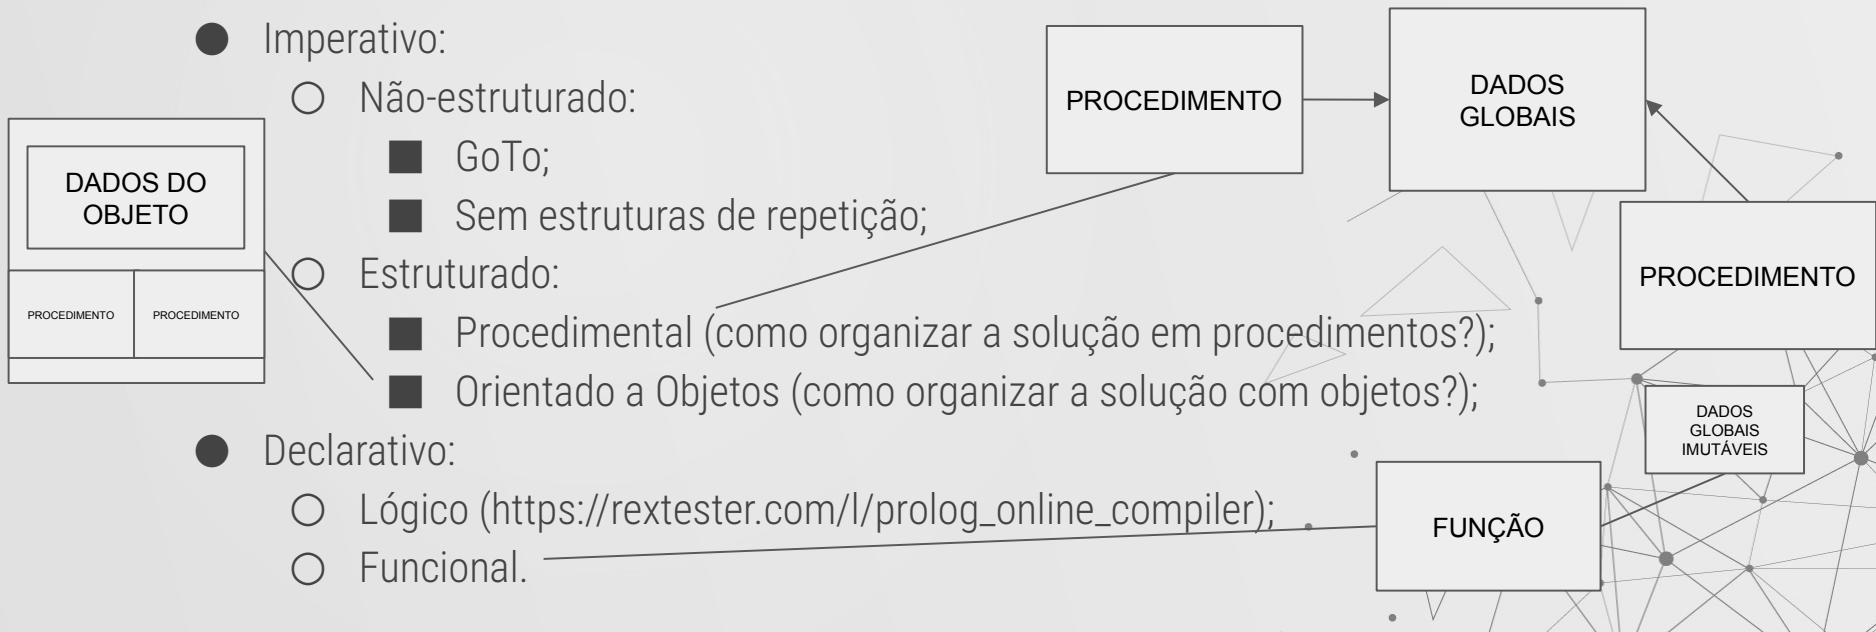 Imperativo:
Não-estruturado:
GoTo;
Sem estruturas de repetição;
Estruturado:
Procedimental (como organizar a solução em procedimentos?);
Orientado a Objetos (como organizar a solução com objetos?);
Declarativo:
Lógico (https://rextester.com/l/prolog_online_compiler);
Funcional.
DADOS DO
OBJETO
PROCEDIMENTO
PROCEDIMENTO
PROCEDIMENTO
DADOS
GLOBAIS
PROCEDIMENTO
DADOS
GLOBAIS
IMUTÁVEIS
FUNÇÃO